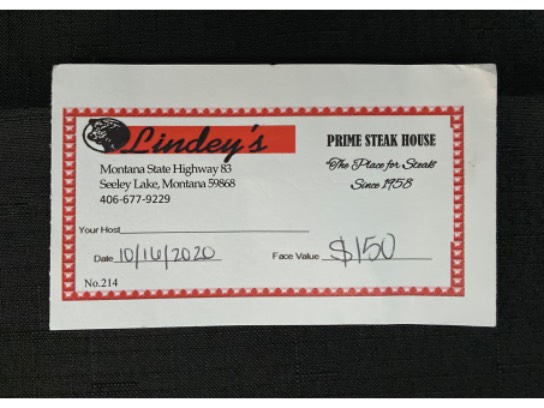 Lindey's
PRIME STEAK HOUSE
Montana State Highway 83
The Place for Steak
Seeley Lake, Montana 59868
Since 1958
406-677-9229
Your Host
Date 10/16/2020
Face Value $150
No.214